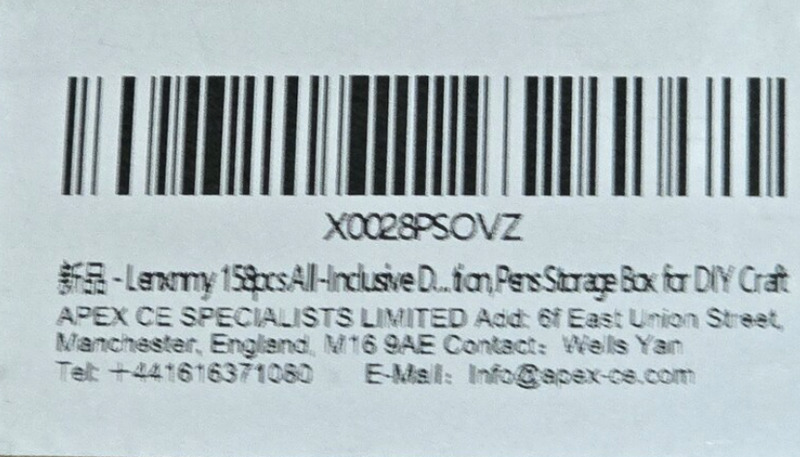 X0028PSOVZ
新品 - Lenxnmy 158pcs All-Inclusive D...tion,Pens Storage Box for DIY Craft
APEX CE SPECIALISTS LIMITED Add: 6f East Union Street,
Manchester, England, M16 9AE Contact: Wells Yan
Tel: +441616371080 E-Mail: Info@apex-ce.com